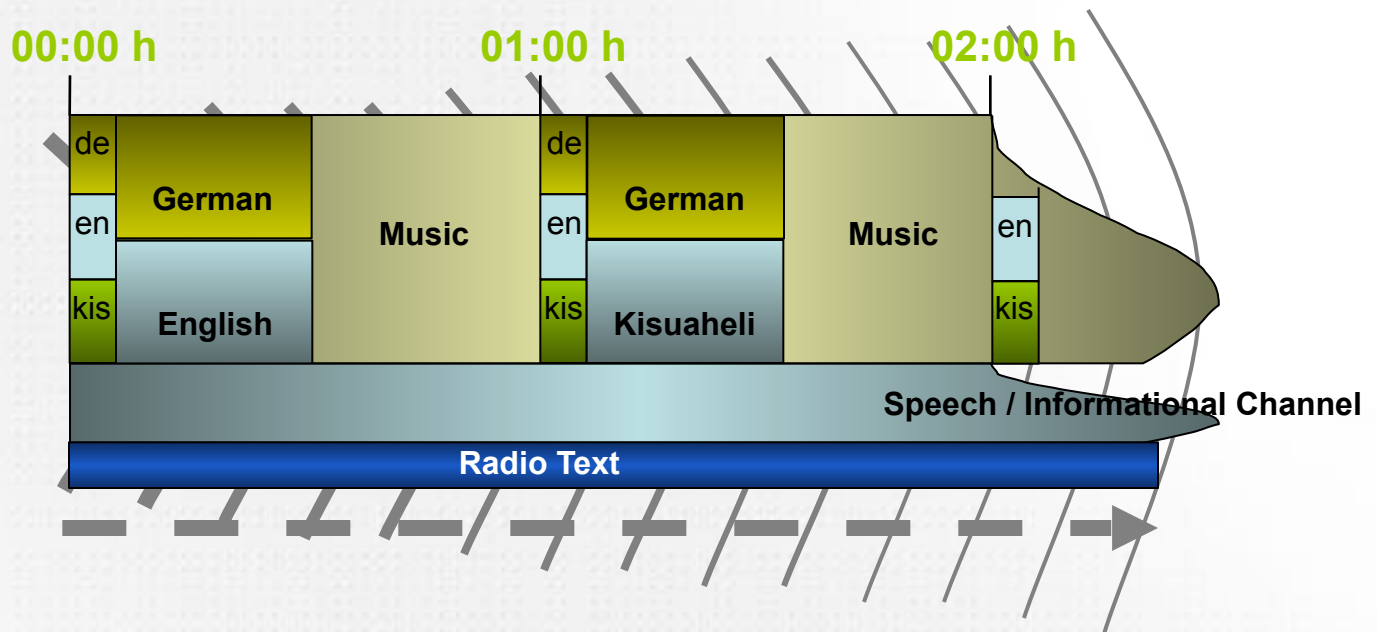 00:00 h 01:00 h 02:00 h
de German Music de German Music
en en en
kis English kis Kisuaheli kis
Speech / Informational Channel
Radio Text